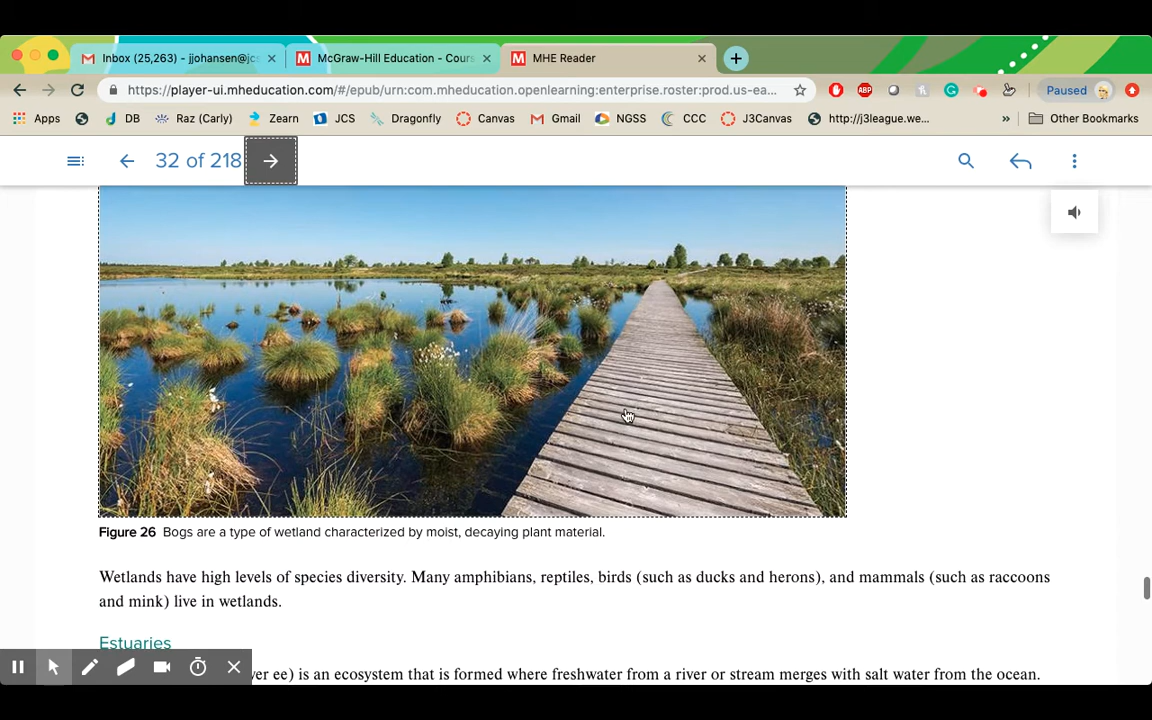 Inbox (25,263) - jjohansen@jcs
McGraw-Hill Education - Cours
MHE Reader
https://player-ui.mheducation.com/#/epub/urn:com.mheducation.openlearning:enterprise.roster:prod.us-ea...
ABP
Paused
Apps
DB
Raz (Carly)
Zearn
JCS
Dragonfly
Canvas
Gmail
NGSS
CCC
J3Canvas
http://j3league.we...
»
Other Bookmarks
32 of 218
Figure 26 Bogs are a type of wetland characterized by moist, decaying plant material.
Wetlands have high levels of species diversity. Many amphibians, reptiles, birds (such as ducks and herons), and mammals (such as raccoons
and mink) live in wetlands.
Estuaries
ver ee) is an ecosystem that is formed where freshwater from a river or stream merges with salt water from the ocean.